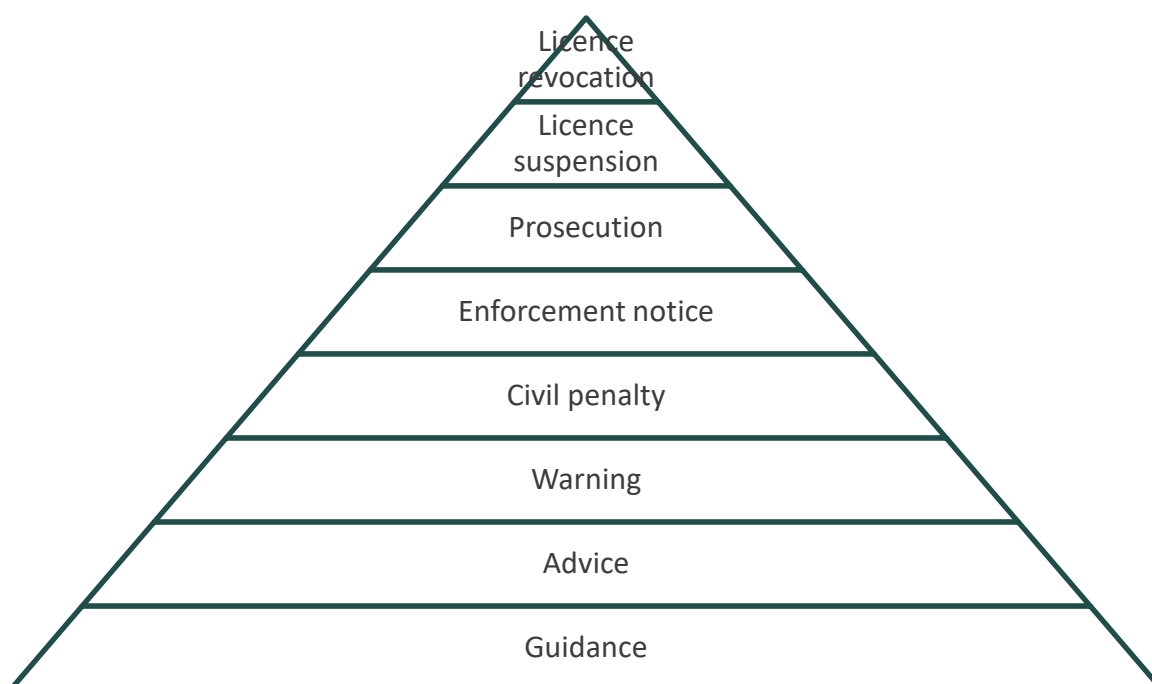 Licence
revocation
Licence
suspension
Prosecution
Enforcement notice
Civil penalty
Warning
Advice
Guidance